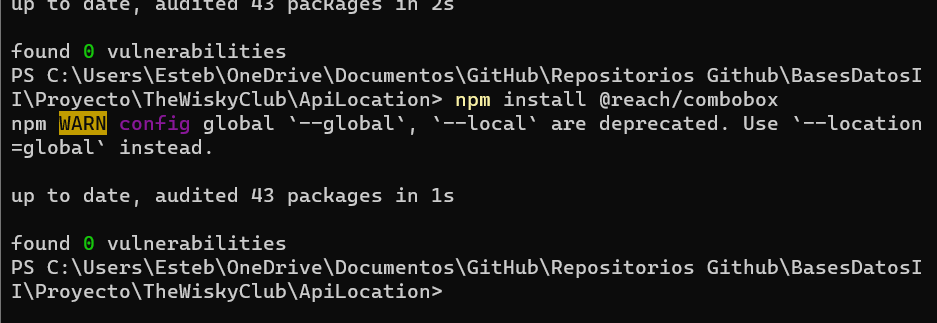 up to date, audited 43 packages in 2s
found 0 vulnerabilities
PS C:\Users\Esteb\OneDrive\Documentos\GitHub\Repositorios Github\BasesDatosI
I\Proyecto\TheWiskyClub\ApiLocation> npm install @reach/combobox
npm WARN config global `--global`, `--local` are deprecated. Use `--location
=global` instead.
up to date, audited 43 packages in 1s
found 0 vulnerabilities
PS C:\Users\Esteb\OneDrive\Documentos\GitHub\Repositorios Github\BasesDatosI
I\Proyecto\TheWiskyClub\ApiLocation>